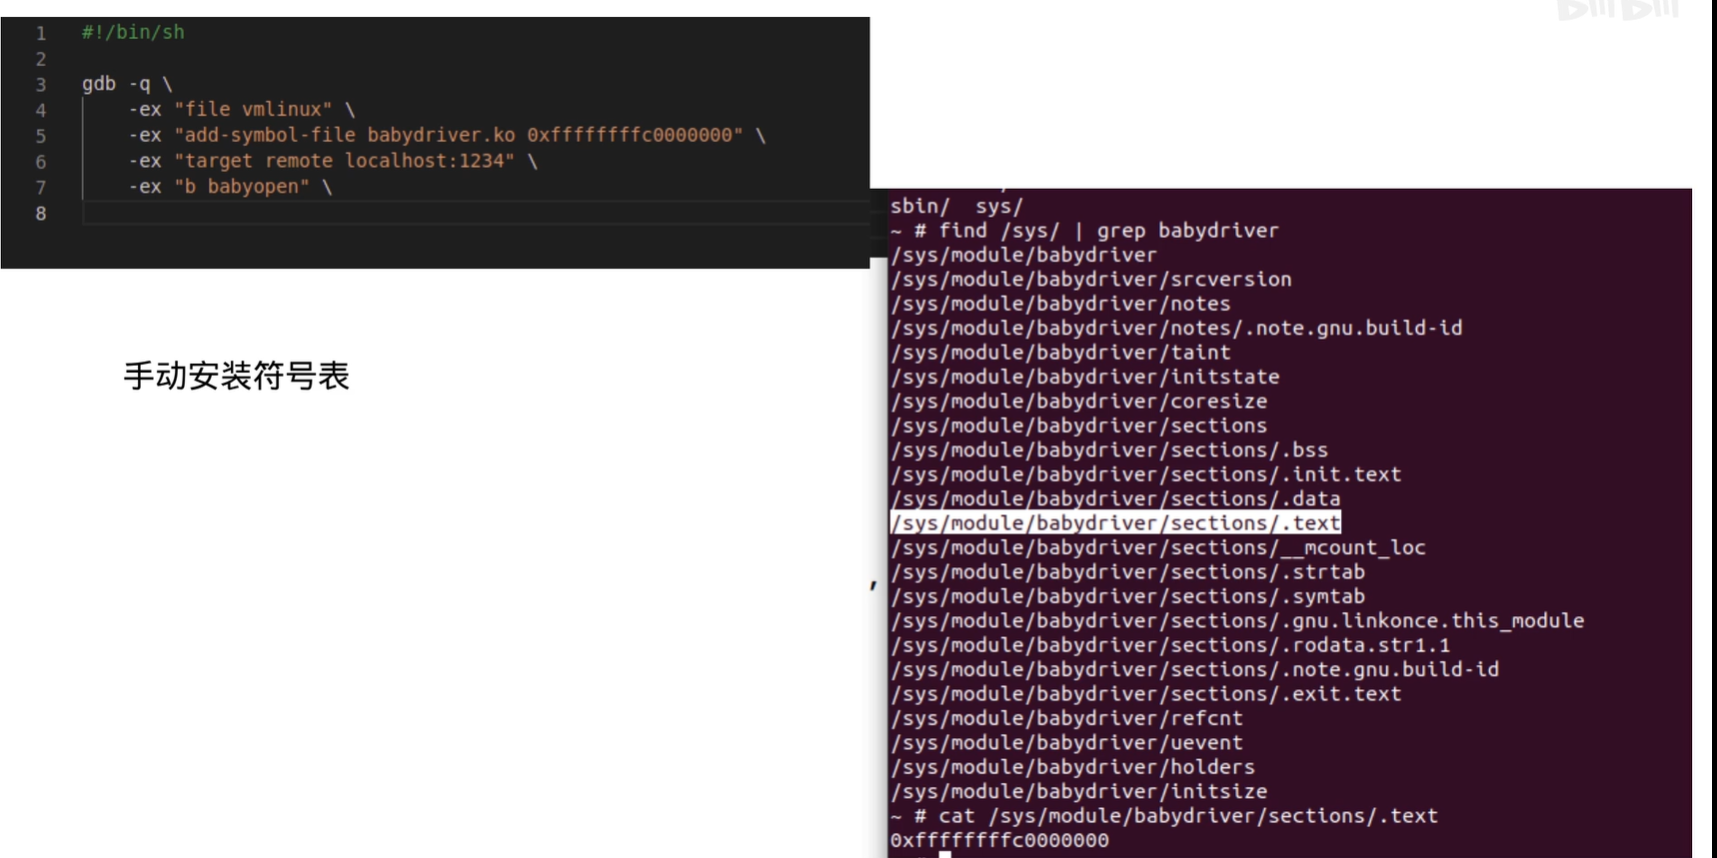 bilibili
1 #!/bin/sh
2
3 gdb -q \
4 -ex "file vmlinux" \
5 -ex "add-symbol-file babydriver.ko 0xffffffffc0000000" \
6 -ex "target remote localhost:1234" \
7 -ex "b babyopen" \
8
手动安装符号表
,
sbin/ sys/
~ # find /sys/ | grep babydriver
/sys/module/babydriver
/sys/module/babydriver/srcversion
/sys/module/babydriver/notes
/sys/module/babydriver/notes/.note.gnu.build-id
/sys/module/babydriver/taint
/sys/module/babydriver/initstate
/sys/module/babydriver/coresize
/sys/module/babydriver/sections
/sys/module/babydriver/sections/.bss
/sys/module/babydriver/sections/.init.text
/sys/module/babydriver/sections/.data
/sys/module/babydriver/sections/.text
/sys/module/babydriver/sections/__mcount_loc
/sys/module/babydriver/sections/.strtab
/sys/module/babydriver/sections/.symtab
/sys/module/babydriver/sections/.gnu.linkonce.this_module
/sys/module/babydriver/sections/.rodata.str1.1
/sys/module/babydriver/sections/.note.gnu.build-id
/sys/module/babydriver/sections/.exit.text
/sys/module/babydriver/refcnt
/sys/module/babydriver/uevent
/sys/module/babydriver/holders
/sys/module/babydriver/initsize
~ # cat /sys/module/babydriver/sections/.text
0xffffffffc0000000